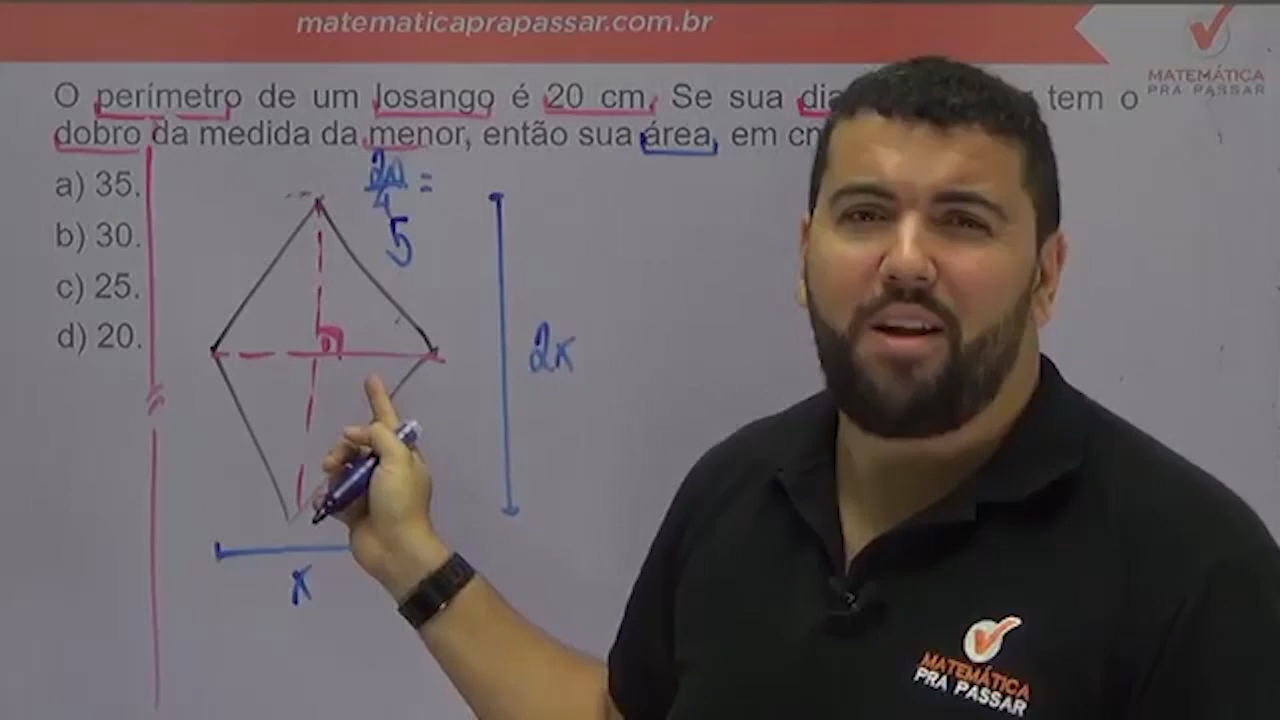 matematicaprapassar.com.br
MATEMÁTICA
PRA PASSAR
O perímetro de um losango é 20 cm. Se sua tem o
dobro da medida da menor, então sua área, em
a) 35.
b) 30.
c) 25.
d) 20.
20 =
4
5
2x
x
MATEMÁTICA
PRA PASSAR